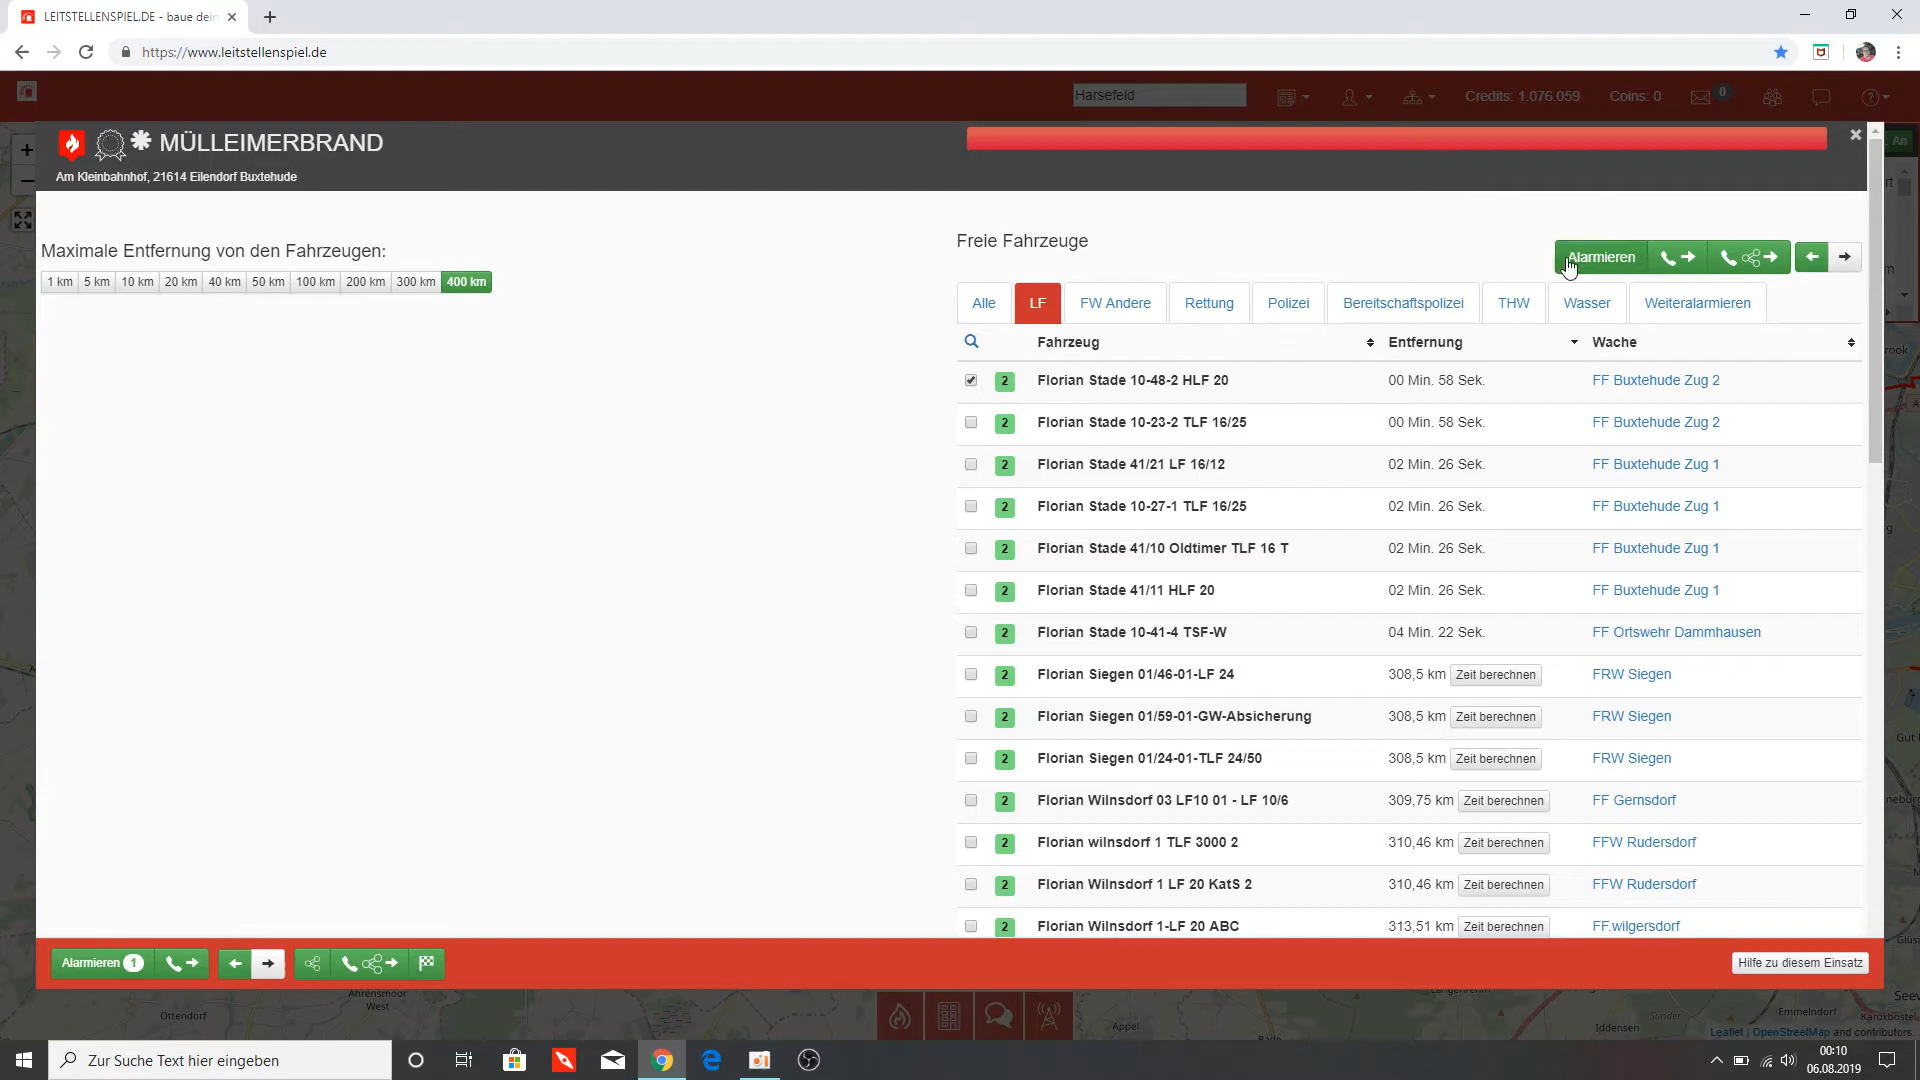 LEITSTELLENSPIEL.DE - baue dein
https://www.leitstellenspiel.de
Harsefeld
Credits: 1.076.059
Coins: 0
0
An
MÜLLEIMERBRAND
Am Kleinbahnhof, 21614 Eilendorf Buxtehude
Maximale Entfernung von den Fahrzeugen:
1 km 5 km 10 km 20 km 40 km 50 km 100 km 200 km 300 km 400 km
Freie Fahrzeuge
Alarmieren
Alle LF FW Andere Rettung Polizei Bereitschaftspolizei THW Wasser Weiteralarmieren
Fahrzeug Entfernung Wache
2 Florian Stade 10-48-2 HLF 20 00 Min. 58 Sek. FF Buxtehude Zug 2
2 Florian Stade 10-23-2 TLF 16/25 00 Min. 58 Sek. FF Buxtehude Zug 2
2 Florian Stade 41/21 LF 16/12 02 Min. 26 Sek. FF Buxtehude Zug 1
2 Florian Stade 10-27-1 TLF 16/25 02 Min. 26 Sek. FF Buxtehude Zug 1
2 Florian Stade 41/10 Oldtimer TLF 16 T 02 Min. 26 Sek. FF Buxtehude Zug 1
2 Florian Stade 41/11 HLF 20 02 Min. 26 Sek. FF Buxtehude Zug 1
2 Florian Stade 10-41-4 TSF-W 04 Min. 22 Sek. FF Ortswehr Dammhausen
2 Florian Siegen 01/46-01-LF 24 308,5 km Zeit berechnen FRW Siegen
2 Florian Siegen 01/59-01-GW-Absicherung 308,5 km Zeit berechnen FRW Siegen
2 Florian Siegen 01/24-01-TLF 24/50 308,5 km Zeit berechnen FRW Siegen
2 Florian Wilnsdorf 03 LF10 01 - LF 10/6 309,75 km Zeit berechnen FF Gernsdorf
2 Florian wilnsdorf 1 TLF 3000 2 310,46 km Zeit berechnen FFW Rudersdorf
2 Florian Wilnsdorf 1 LF 20 KatS 2 310,46 km Zeit berechnen FFW Rudersdorf
2 Florian Wilnsdorf 1-LF 20 ABC 313,51 km Zeit berechnen FF.wilgersdorf
Alarmieren 1
Hilfe zu diesem Einsatz
Ahrensmoor
West
Ottendorf
Appel
Iddensen
Emmelndorf
Leaflet | OpenStreetMap and contributors
Zur Suche Text hier eingeben
00:10
06.08.2019